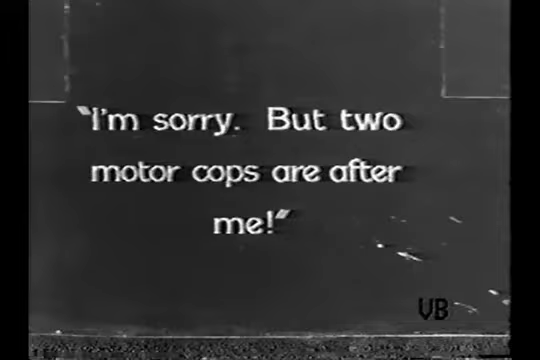 "I'm sorry. But two
motor cops are after
me!"
VB